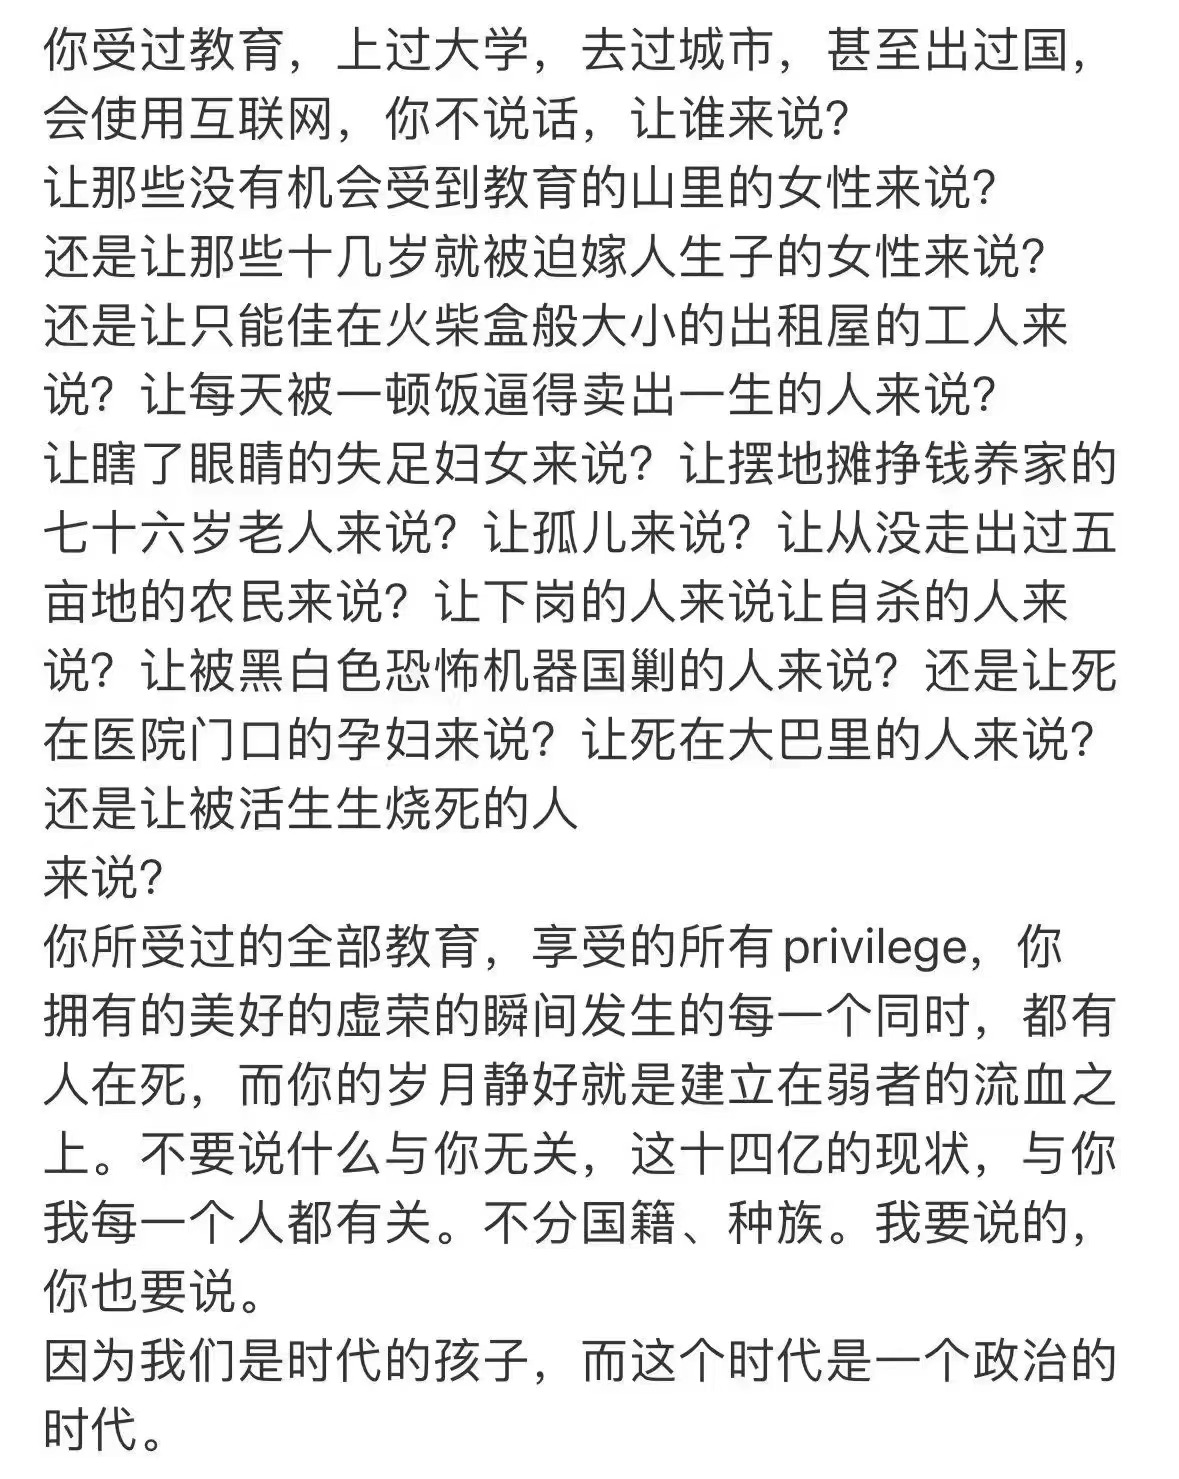 你受过教育，上过大学，去过城市，甚至出过国，
会使用互联网，你不说话，让谁来说？
让那些没有机会受到教育的山里的女性来说？
还是让那些十几岁就被迫嫁人生子的女性来说？
还是让只能佳在火柴盒般大小的出租屋的工人来
说？让每天被一顿饭逼得卖出一生的人来说？
让瞎了眼睛的失足妇女来说？让摆地摊挣钱养家的
七十六岁老人来说？让孤儿来说？让从没走出过五
亩地的农民来说？让下岗的人来说让自杀的人来
说？让被黑白色恐怖机器国剿的人来说？还是让死
在医院门口的孕妇来说？让死在大巴里的人来说？
还是让被活生生烧死的人
来说？
你所受过的全部教育，享受的所有privilege，你
拥有的美好的虚荣的瞬间发生的每一个同时，都有
人在死，而你的岁月静好就是建立在弱者的流血之
上。不要说什么与你无关，这十四亿的现状，与你
我每一个人都有关。不分国籍、种族。我要说的，
你也要说。
因为我们是时代的孩子，而这个时代是一个政治的
时代。